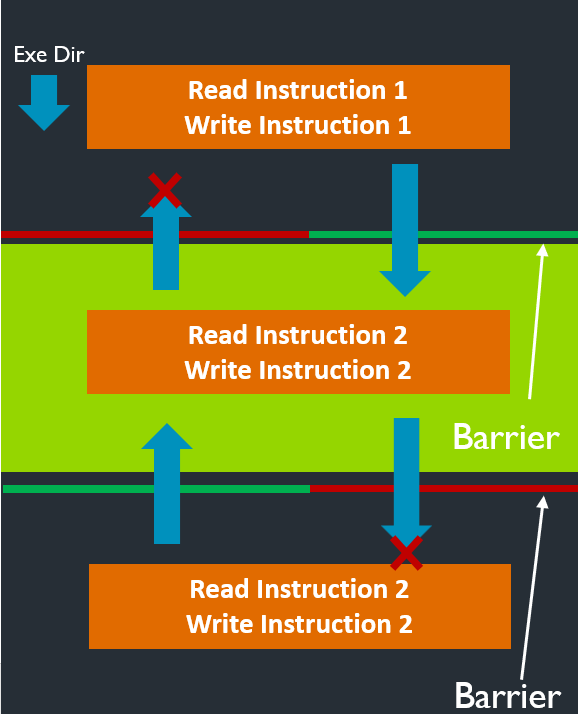 Exe Dir
Read Instruction 1
Write Instruction 1
Read Instruction 2
Write Instruction 2
Barrier
Read Instruction 2
Write Instruction 2
Barrier